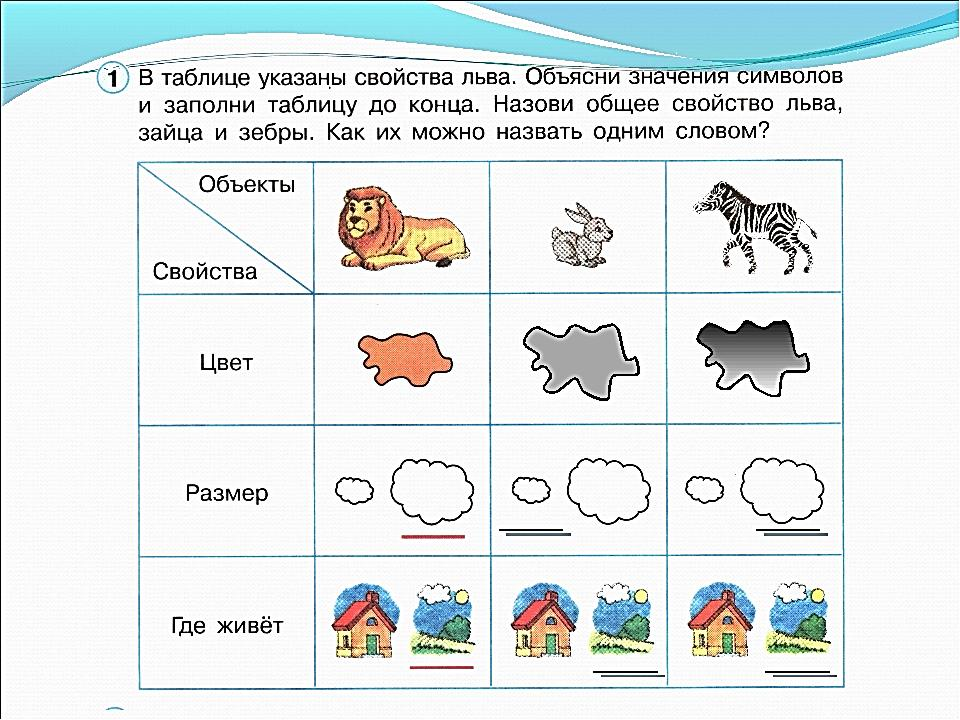 1 В таблице указаны свойства льва. Объясни значения символов
и заполни таблицу до конца. Назови общее свойство льва,
зайца и зебры. Как их можно назвать одним словом?
Объекты
Свойства
Цвет
Размер
Где живёт